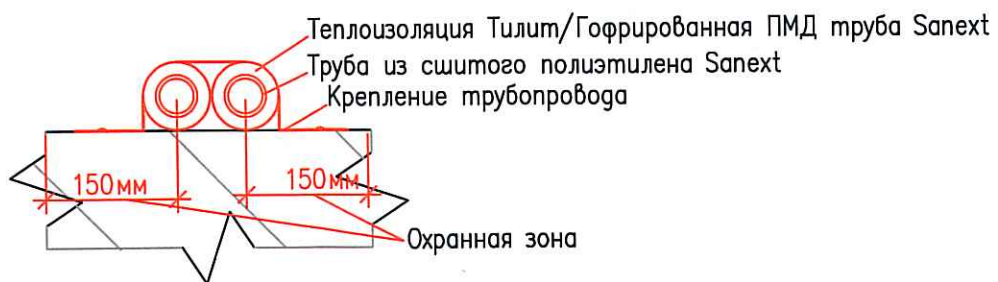 Теплоизоляция Тилит/Гофрированная ПМД труба Sanext
Труба из сшитого полиэтилена Sanext
Крепление трубопровода
150мм
150мм
Охранная зона